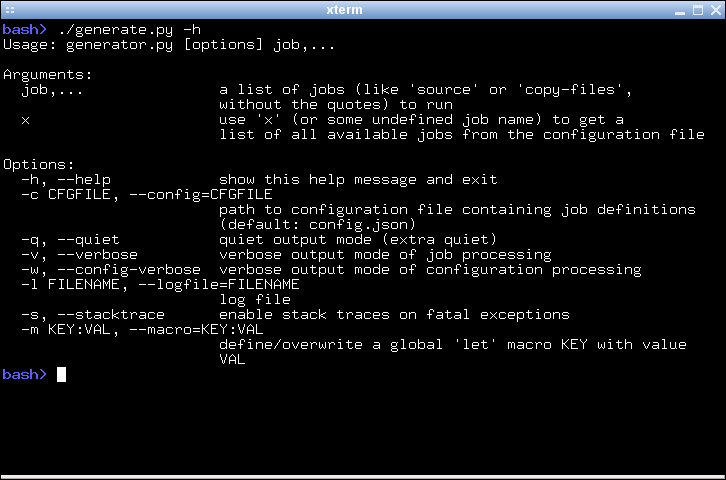 xterm
bash> ./generate.py -h
Usage: generator.py [options] job,...
Arguments:
job,... a list of jobs (like 'source' or 'copy-files',
without the quotes) to run
x use 'x' (or some undefined job name) to get a
list of all available jobs from the configuration file
Options:
-h, --help show this help message and exit
-c CFGFILE, --config=CFGFILE
path to configuration file containing job definitions
(default: config.json)
-q, --quiet quiet output mode (extra quiet)
-v, --verbose verbose output mode of job processing
-w, --config-verbose verbose output mode of configuration processing
-l FILENAME, --logfile=FILENAME
log file
-s, --stacktrace enable stack traces on fatal exceptions
-m KEY:VAL, --macro=KEY:VAL
define/overwrite a global 'let' macro KEY with value
VAL
bash>